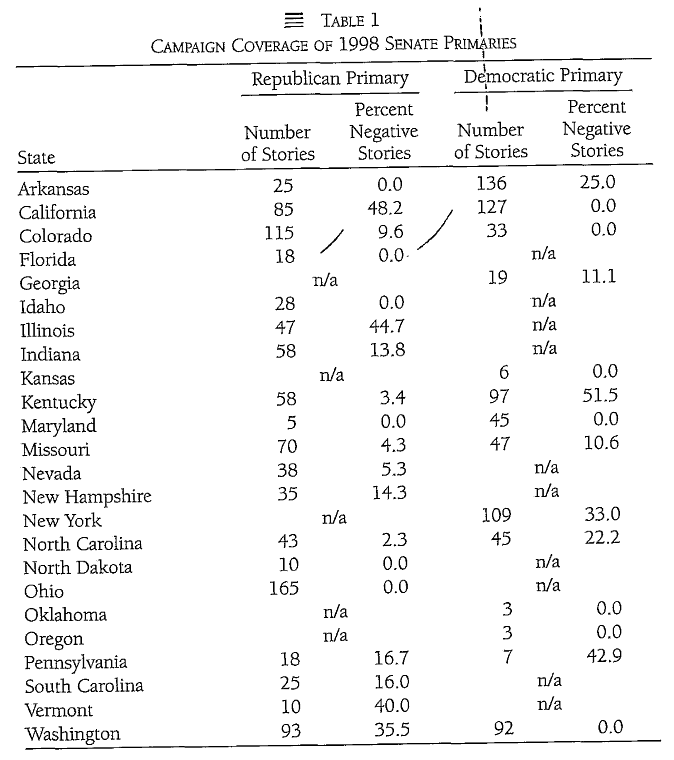 TABLE 1
CAMPAIGN COVERAGE OF 1998 SENATE PRIMARIES
Republican Primary Democratic Primary
Percent Percent
Number Negative Number Negative
State of Stories Stories of Stories Stories
Arkansas 25 0.0 136 25.0
California 85 48.2 127 0.0
Colorado 115 9.6 33 0.0
Florida 18 0.0 n/a
Georgia n/a 19 11.1
Idaho 28 0.0 n/a
Illinois 47 44.7 n/a
Indiana 58 13.8 n/a
Kansas n/a 6 0.0
Kentucky 58 3.4 97 51.5
Maryland 5 0.0 45 0.0
Missouri 70 4.3 47 10.6
Nevada 38 5.3 n/a
New Hampshire 35 14.3 n/a
New York n/a 109 33.0
North Carolina 43 2.3 45 22.2
North Dakota 10 0.0 n/a
Ohio 165 0.0 n/a
Oklahoma n/a 3 0.0
Oregon n/a 3 0.0
Pennsylvania 18 16.7 7 42.9
South Carolina 25 16.0 n/a
Vermont 10 40.0 n/a
Washington 93 35.5 92 0.0